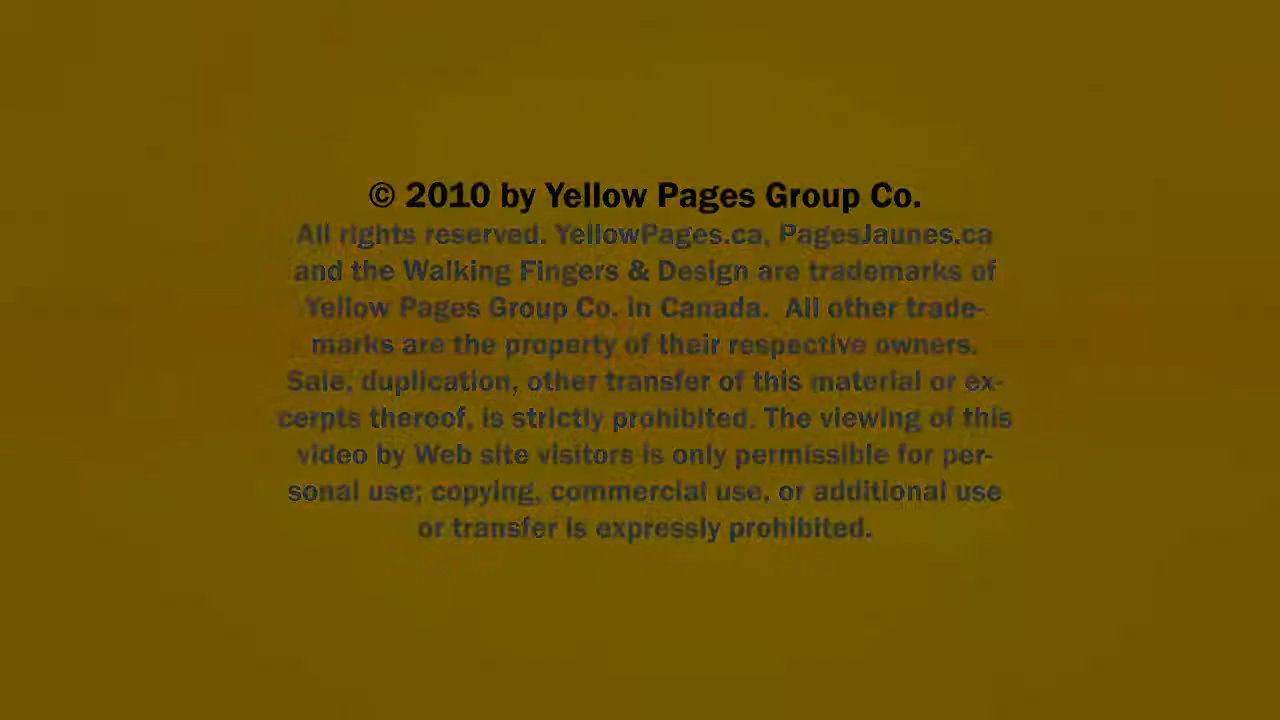 © 2010 by Yellow Pages Group Co.
All rights reserved. YellowPages.ca, PagesJaunes.ca
and the Walking Fingers & Design are trademarks of
Yellow Pages Group Co. in Canada.  All other trade-
marks are the property of their respective owners.
Sale, duplication, other transfer of this material or ex-
cerpts thereof, is strictly prohibited. The viewing of this
video by Web site visitors is only permissible for per-
sonal use; copying, commercial use, or additional use
or transfer is expressly prohibited.